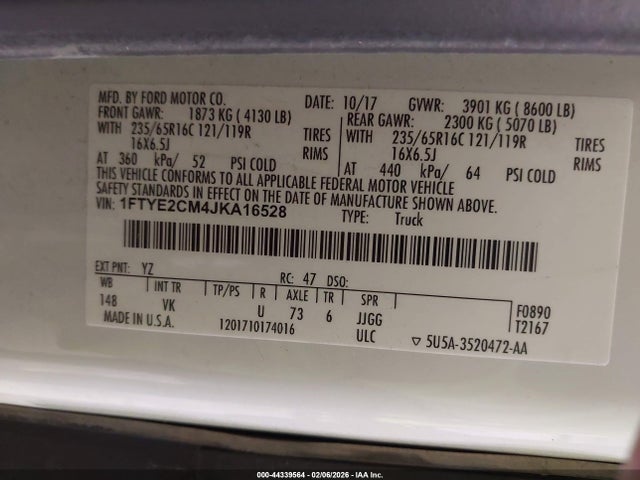 MFD. BY FORD MOTOR CO. DATE: 10/17 GVWR: 3901 KG ( 8600 LB)
FRONT GAWR: 1873 KG ( 4130 LB) REAR GAWR: 2300 KG ( 5070 LB)
WITH 235/65R16C 121/119R TIRES WITH 235/65R16C 121/119R TIRES
16X6.5J RIMS 16X6.5J RIMS
AT 360 kPa/ 52 PSI COLD AT 440 kPa/ 64 PSI COLD
THIS VEHICLE CONFORMS TO ALL APPLICABLE FEDERAL MOTOR VEHICLE
SAFETY STANDARDS IN EFFECT ON THE DATE OF MANUFACTURE SHOWN ABOVE.
VIN: 1FTYE2CM4JKA16528 TYPE: Truck
EXT PNT: YZ RC: 47 DSO:
WB INT TR TP/PS R AXLE TR SPR F0890
148 VK U 73 6 JJGG T2167
MADE IN U.S.A. 1201710174016 ULC ▽ 5U5A-3520472-AA
000-44339564 - 02/06/2026 - IAA Inc.